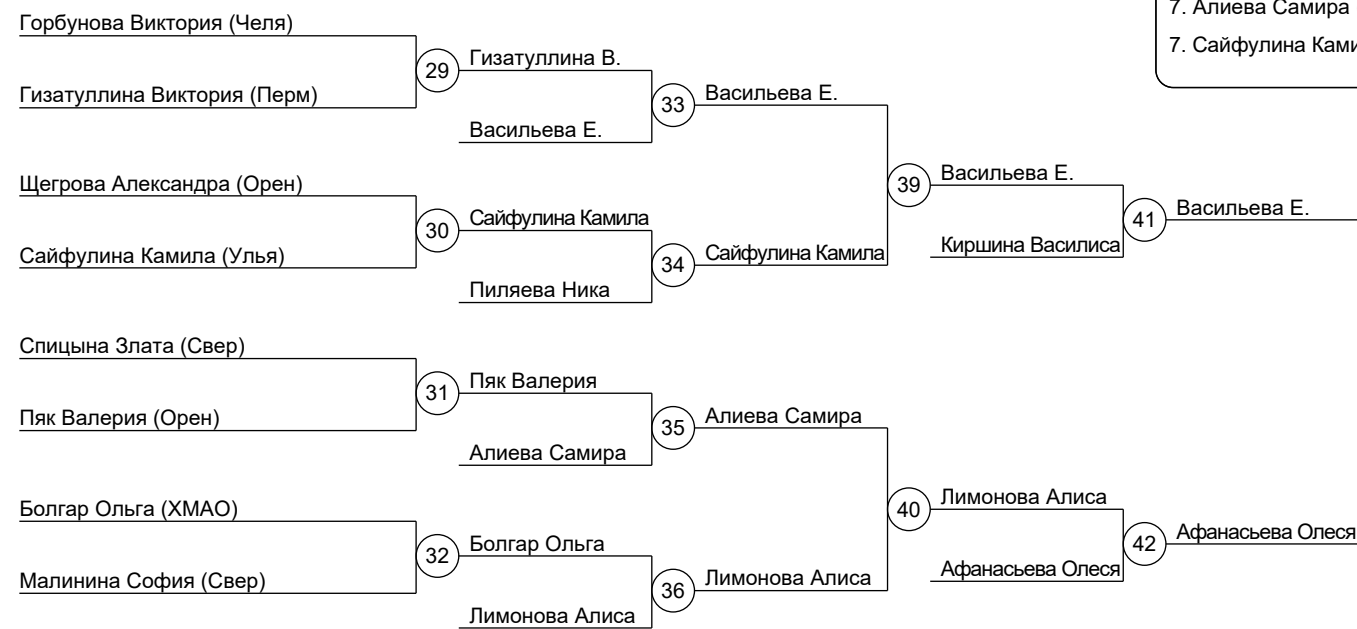 7. Алиева Самира
7. Сайфулина
Горбунова Виктория (Челя)
29
Гизатуллина В.
Гизатуллина Виктория (Перм)
33
Васильева Е.
Васильева Е.
Щегрова Александра (Орен)
39
Васильева Е.
30
Сайфулина Камила
41
Васильева Е.
Сайфулина Камила (Улья)
34
Сайфулина Камила
Киршина Василиса
Пиляева Ника
Спицына Злата (Свер)
31
Пяк Валерия
Пяк Валерия (Орен)
35
Алиева Самира
Алиева Самира
Болгар Ольга (ХМАО)
40
Лимонова Алиса
32
Болгар Ольга
42
Афанасьева Олеся
Малинина София (Свер)
36
Лимонова Алиса
Афанасьева Олеся
Лимонова Алиса